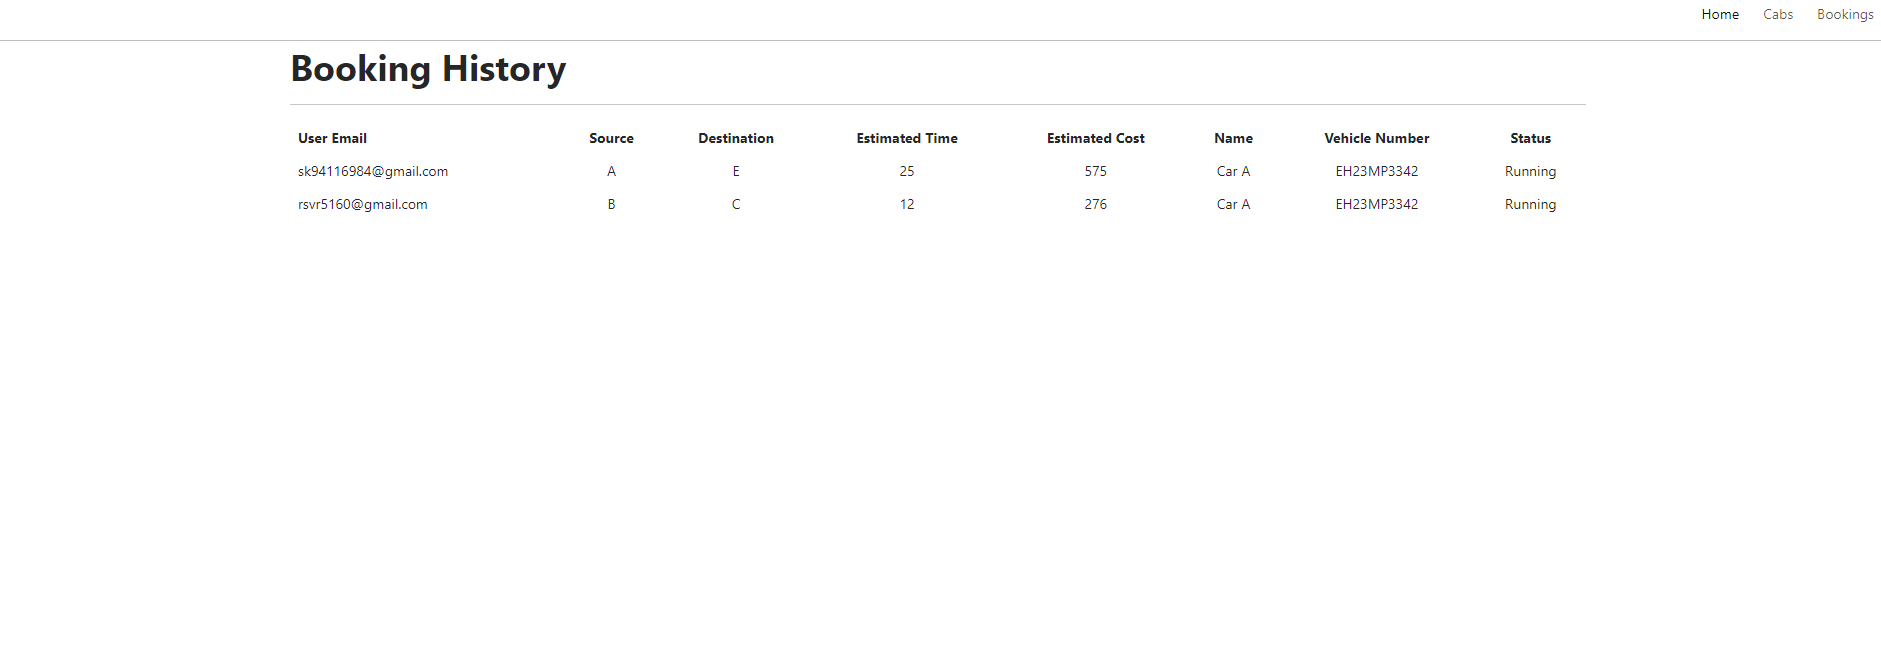 Home Cabs Bookings
Booking History
User Email Source Destination Estimated Time Estimated Cost Name Vehicle Number Status
sk94116984@gmail.com A E 25 575 Car A EH23MP3342 Running
rsvr5160@gmail.com B C 12 276 Car A EH23MP3342 Running